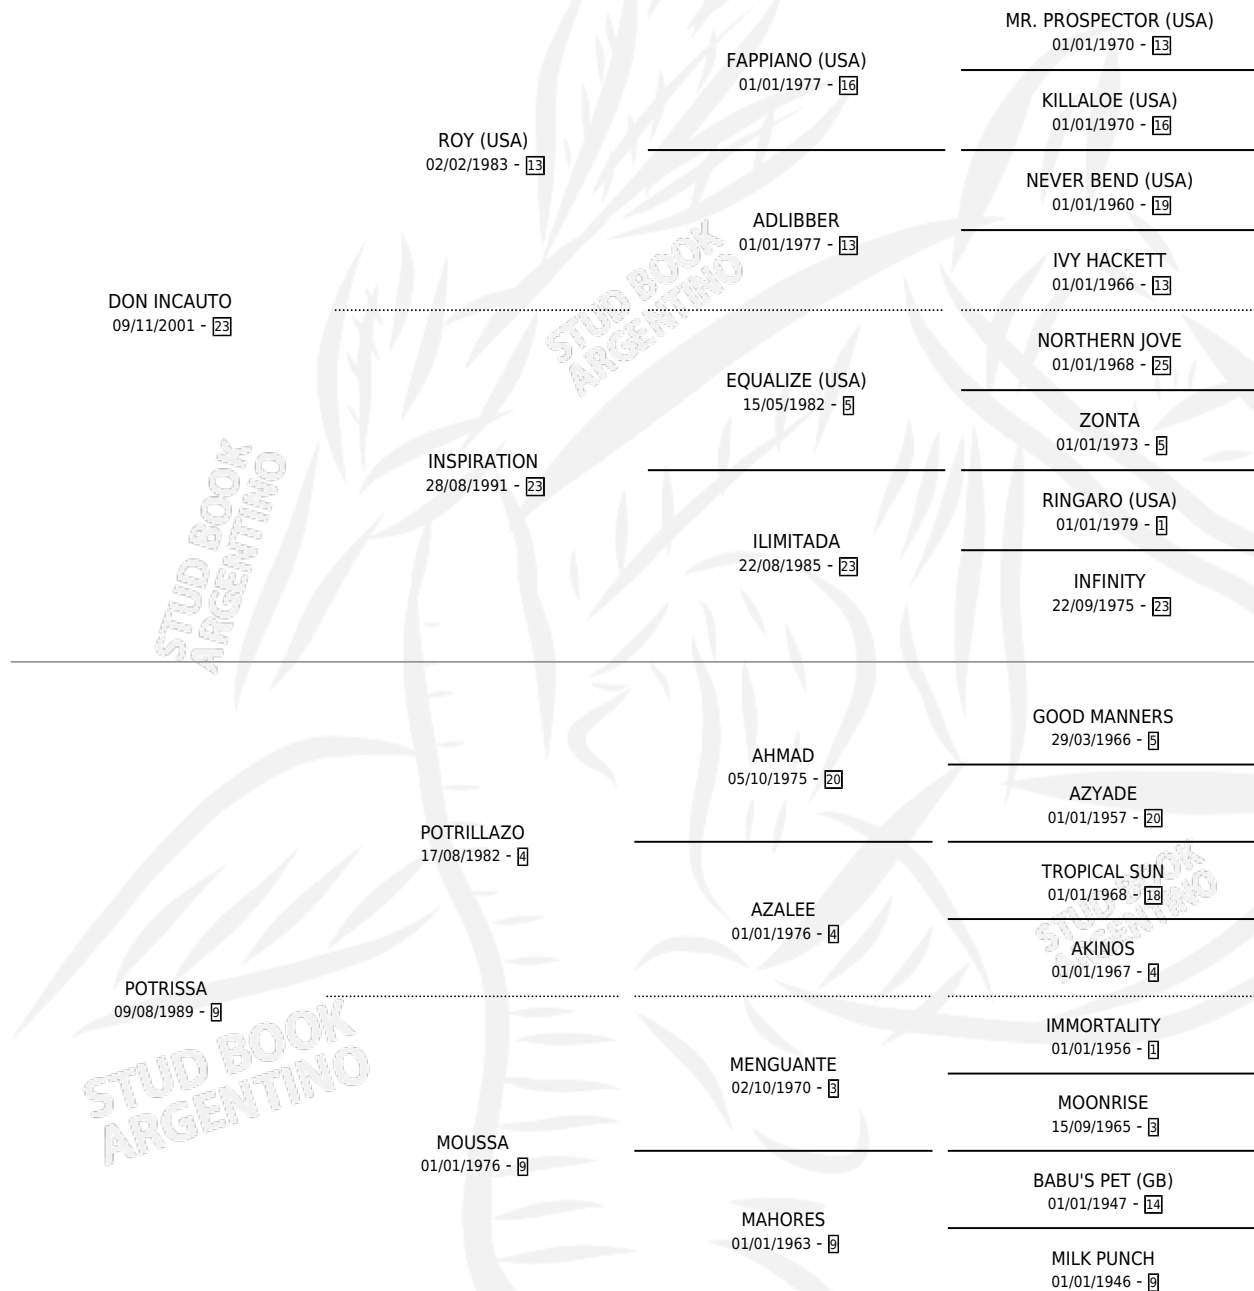 MR. PROSPECTOR (USA)
01/01/1970 - 13
FAPPIANO (USA)
01/01/1977 - 16
KILLALOE (USA)
01/01/1970 - 16
ROY (USA)
02/02/1983 - 13
NEVER BEND (USA)
01/01/1960 - 19
ADLIBBER
01/01/1977 - 13
IVY HACKETT
01/01/1966 - 13
DON INCAUTO
09/11/2001 - 23
NORTHERN JOVE
01/01/1968 - 25
EQUALIZE (USA)
15/05/1982 - 5
ZONTA
01/01/1973 - 5
INSPIRATION
28/08/1991 - 23
RINGARO (USA)
01/01/1979 - 1
ILIMITADA
22/08/1985 - 23
INFINITY
22/09/1975 - 23
GOOD MANNERS
29/03/1966 - 5
AHMAD
05/10/1975 - 20
AZYADE
01/01/1957 - 20
POTRILLAZO
17/08/1982 - 4
TROPICAL SUN
01/01/1968 - 18
AZALEE
01/01/1976 - 4
AKINOS
01/01/1967 - 4
POTRISSA
09/08/1989 - 9
IMMORTALITY
01/01/1956 - 1
MENGUANTE
02/10/1970 - 3
MOONRISE
15/09/1965 - 3
MOUSSA
01/01/1976 - 9
BABU'S PET (GB)
01/01/1947 - 14
MAHORES
01/01/1963 - 9
MILK PUNCH
01/01/1946 - 9
STUD BOOK
ARGENTINO
STUD BOOK
ARGENTINO
STUD BOOK
ARGENTINO
STUD BOOK
ARGENTINO